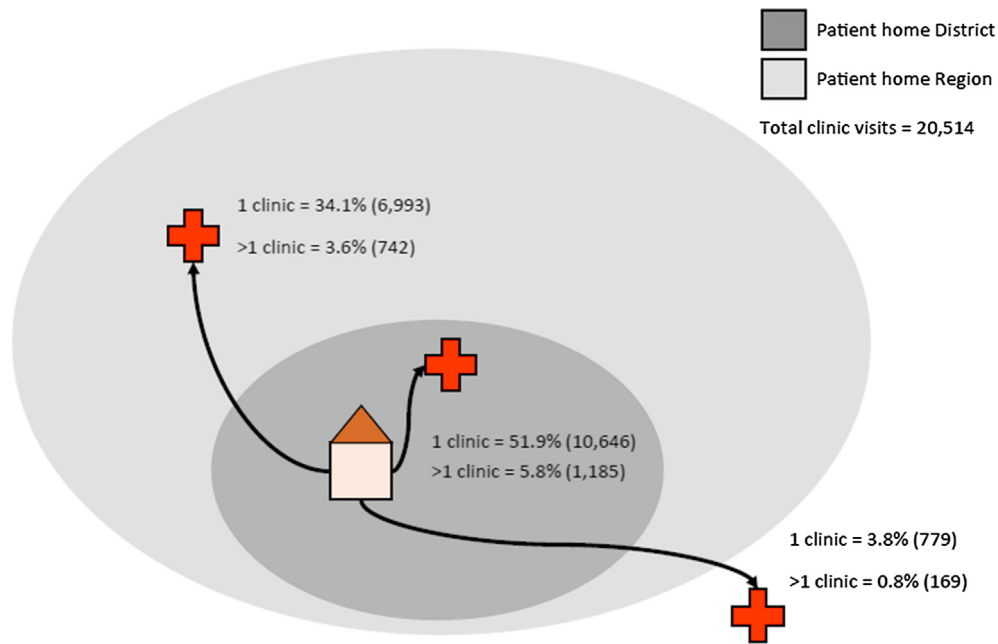 Patient home District
Patient home Region
Total clinic visits = 20,514
1 clinic = 34.1% (6,993)
>1 clinic = 3.6% (742)
1 clinic = 51.9% (10,646)
>1 clinic = 5.8% (1,185)
1 clinic = 3.8% (779)
>1 clinic = 0.8% (169)